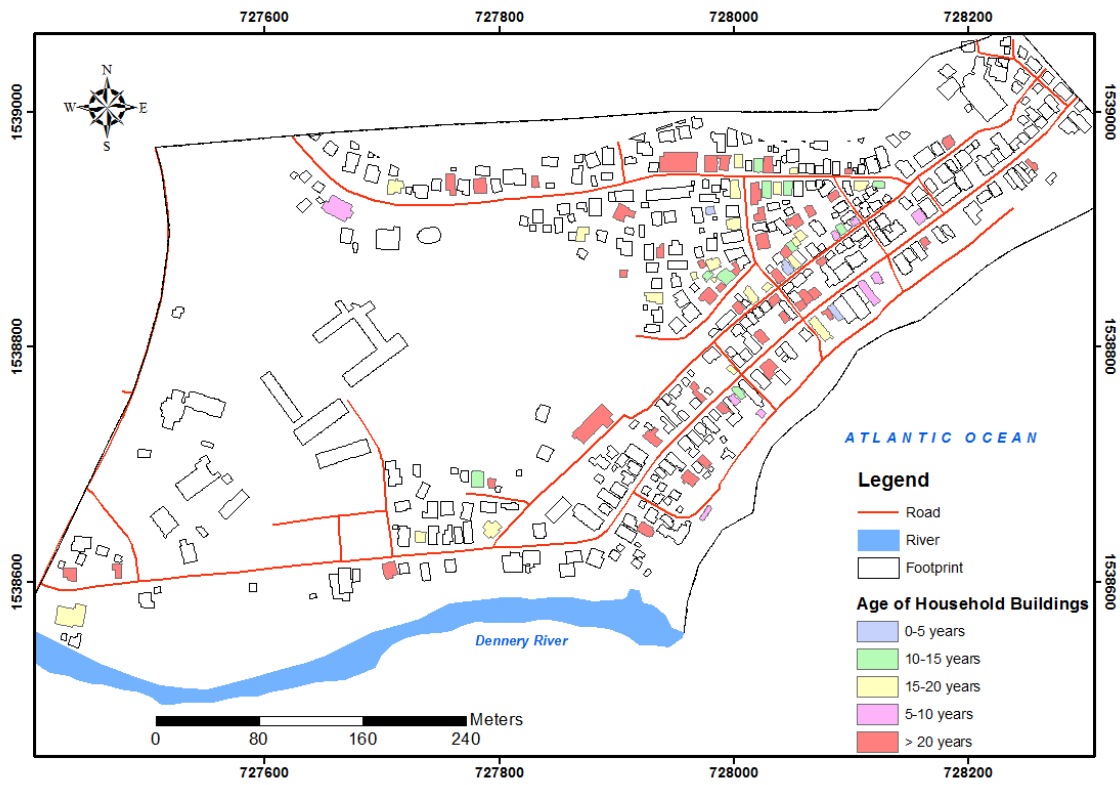 727600 727800 728000 728200
N
W E
S
1539000 1539000
1538800 1538800
ATLANTIC OCEAN
Legend
Road
River
Footprint
1538600 1538600
Age of Household Buildings
0-5 years
10-15 years
15-20 years
5-10 years
> 20 years
Dennery River
Meters
0 80 160 240
727600 727800 728000 728200